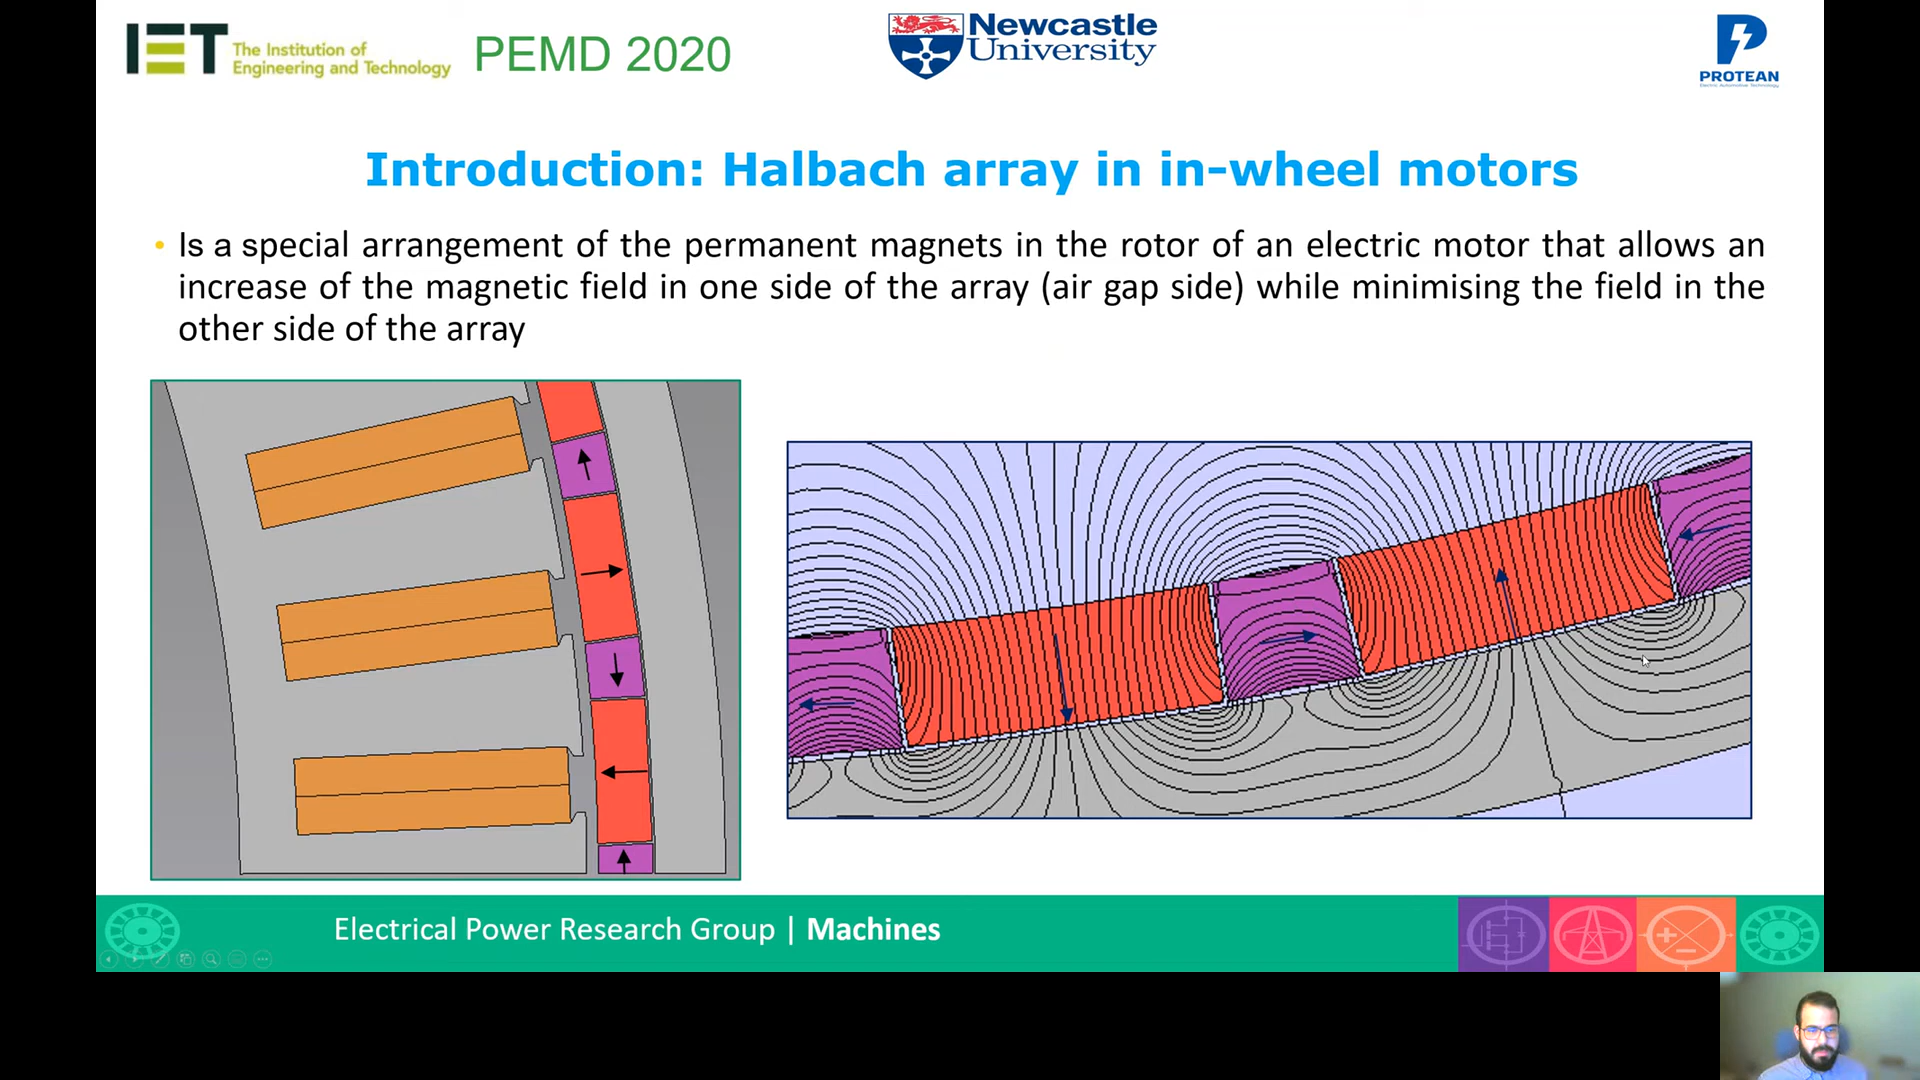 IET The Institution of
Engineering and Technology
PEMD 2020
Newcastle
University
PROTEAN
Introduction: Halbach array in in-wheel motors
• Is a special arrangement of the permanent magnets in the rotor of an electric motor that allows an
increase of the magnetic field in one side of the array (air gap side) while minimising the field in the
other side of the array
Electrical Power Research Group | Machines